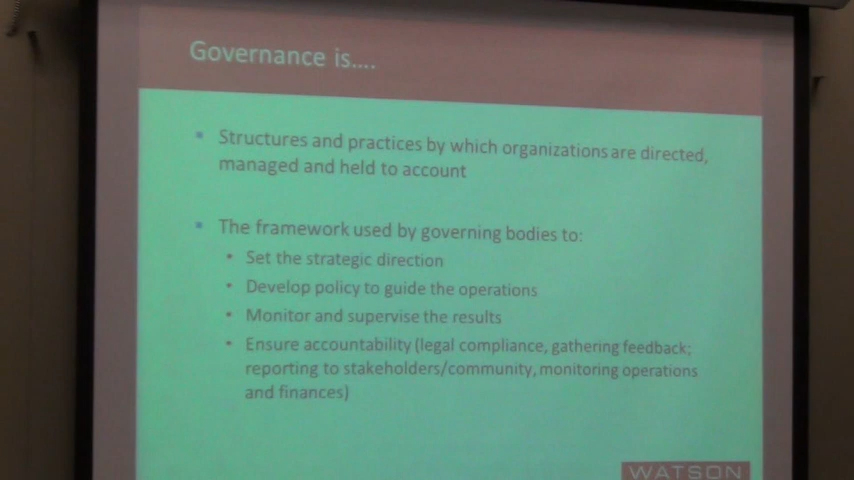 Governance is....
Structures and practices by which organizations are directed,
managed and held to account
The framework used by governing bodies to:
Set the strategic direction
Develop policy to guide the operations
Monitor and supervise the results
Ensure accountability (legal compliance, gathering feedback;
reporting to stakeholders/community, monitoring operations
and finances)
WATSON